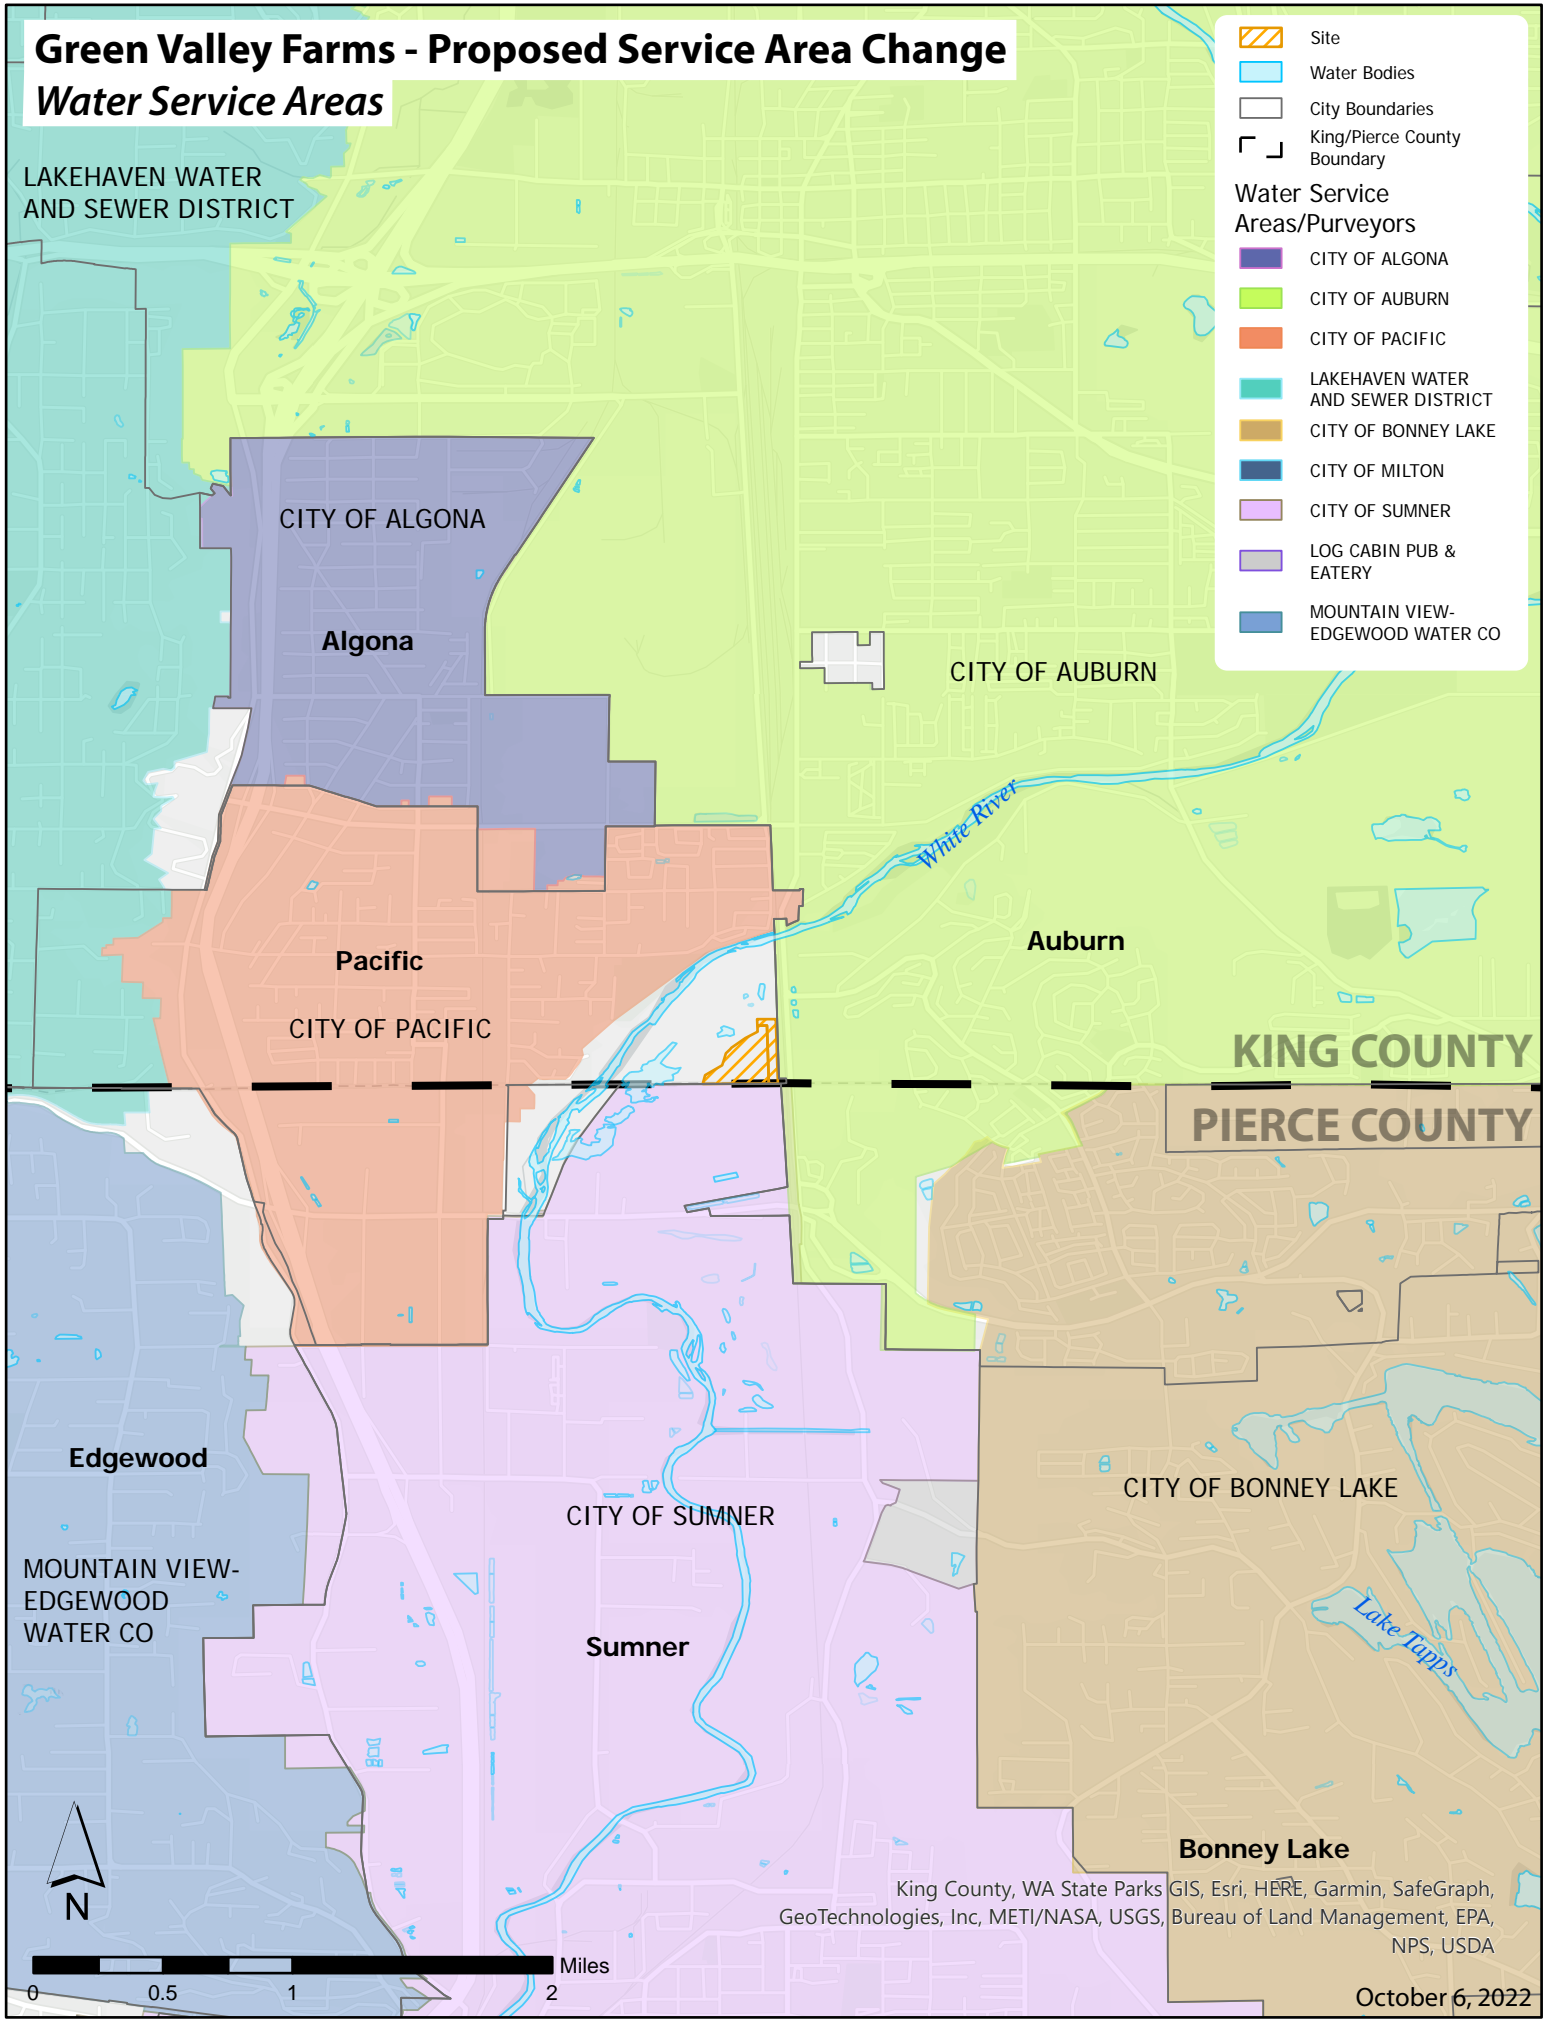 Green Valley Farms - Proposed Service Area Change
Water Service Areas
Site
Water Bodies
City Boundaries
King/Pierce County
Boundary
Water Service
Areas/Purveyors
CITY OF ALGONA
CITY OF AUBURN
CITY OF PACIFIC
LAKEHAVEN WATER
AND SEWER DISTRICT
CITY OF BONNEY LAKE
CITY OF MILTON
CITY OF SUMNER
LOG CABIN PUB &
EATERY
MOUNTAIN VIEW-
EDGEWOOD WATER CO
LAKEHAVEN WATER
AND SEWER DISTRICT
CITY OF ALGONA
Algona
CITY OF AUBURN
White River
Auburn
Pacific
CITY OF PACIFIC
KING COUNTY
PIERCE COUNTY
Edgewood
CITY OF BONNEY LAKE
CITY OF SUMNER
MOUNTAIN VIEW-
EDGEWOOD
WATER CO
Lake Tapps
Sumner
Bonney Lake
N
King County, WA State Parks GIS, Esri, HERE, Garmin, SafeGraph,
GeoTechnologies, Inc, METI/NASA, USGS, Bureau of Land Management, EPA,
NPS, USDA
Miles
0 0.5 1 2
October 6, 2022